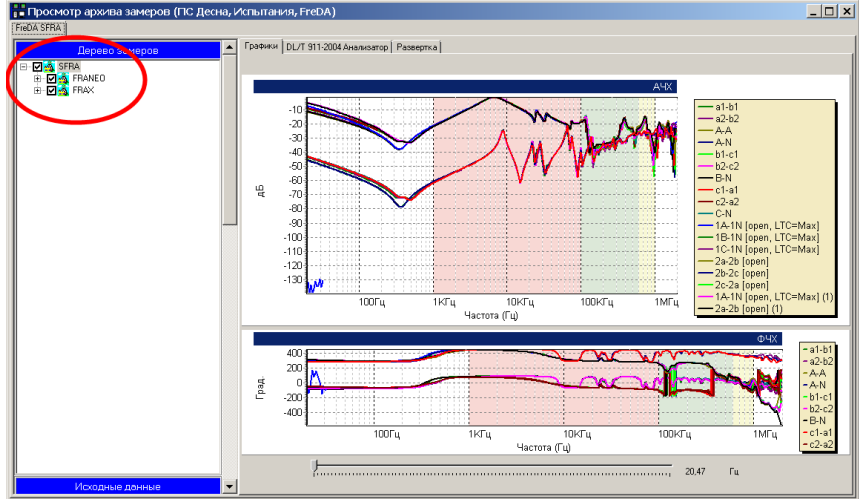 Просмотр архива замеров (ПС Десна, Испытания, FreDA)
FreDA SFRA
Дерево замеров
SFRA
FRANEO
FRAX
Исходные данные
Графики
DL/T 911-2004 Анализатор
Развертка
АЧХ
дБ
-10
-20
-30
-40
-50
-60
-70
-80
-90
-100
-110
-120
-130
100Гц
1КГц
10КГц
100КГц
1МГц
Частота (Гц)
a1-b1
a2-b2
A-A
A-N
b1-c1
b2-c2
B-N
c1-a1
c2-a2
C-N
1A-1N [open, LTC=Max]
1B-1N [open, LTC=Max]
1C-1N [open, LTC=Max]
2a-2b [open]
2b-2c [open]
2c-2a [open]
1A-1N [open, LTC=Max] (1)
2a-2b [open] (1)
ФЧХ
Град.
400
200
0
-200
-400
100Гц
1КГц
10КГц
100КГц
1МГц
Частота (Гц)
a1-b1
a2-b2
A-A
A-N
b1-c1
b2-c2
B-N
c1-a1
c2-a2
20,47
Гц